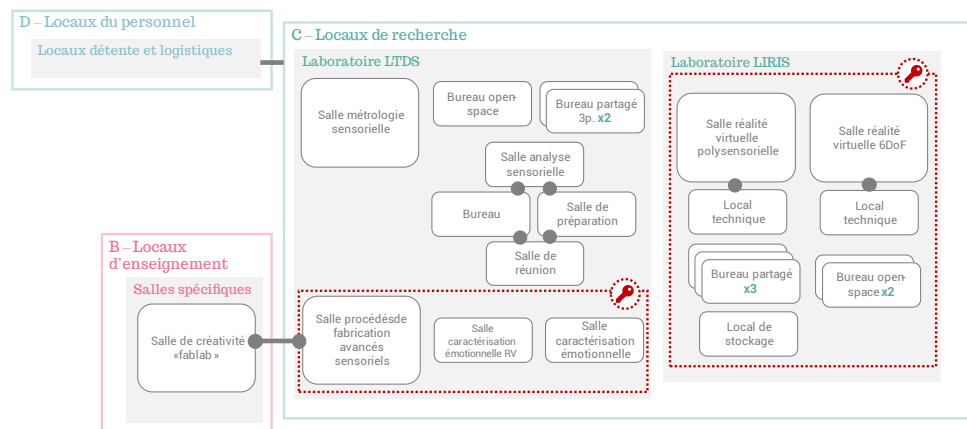 D – Locaux du personnel
Locaux détente et logistiques
C – Locaux de recherche
Laboratoire LTDS
Salle métrologie
sensorielle
Bureau open-
space
Bureau partagé
3p. x2
Salle analyse
sensorielle
Bureau
Salle de
préparation
Salle de
réunion
Salle procédésde
fabrication
avancés
sensoriels
Salle
caractérisation
émotionnelle RV
Salle
caractérisation
émotionnelle
Laboratoire LIRIS
Salle réalité
virtuelle
polysensorielle
Salle réalité
virtuelle 6DoF
Local
technique
Local
technique
Bureau partagé
x3
Bureau open-
space x2
Local de
stockage
B – Locaux
d'enseignement
Salles spécifiques
Salle de créativité
«fablab »